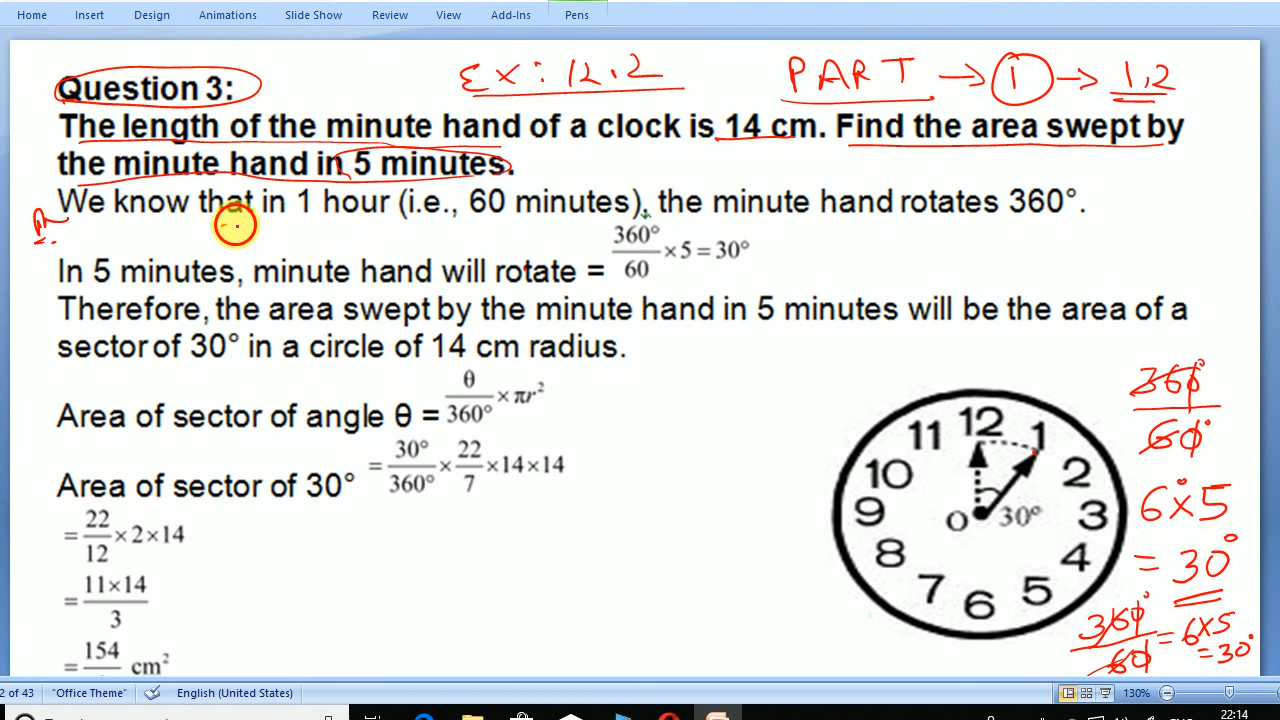 Home Insert Design Animations Slide Show Review View Add-Ins Pens
Question 3: Ex: 12.2 PART → 1 → 1,2
The length of the minute hand of a clock is 14 cm. Find the area swept by
the minute hand in 5 minutes.
We know that in 1 hour (i.e., 60 minutes), the minute hand rotates 360°.
In 5 minutes, minute hand will rotate = 360°/60 × 5 = 30°
Therefore, the area swept by the minute hand in 5 minutes will be the area of a
sector of 30° in a circle of 14 cm radius.
Area of sector of angle θ = θ/360° × πr²
Area of sector of 30° = 30°/360° × 22/7 × 14 × 14
= 22/12 × 2 × 14
= 11×14/3
= 154 cm²
12
11 1
10 2
9 O 30° 3
8 4
7 5
6
360°
60°
6° × 5
= 30°
360°/60 = 6×5
= 30°
2 of 43 "Office Theme" English (United States) 130%
22:14